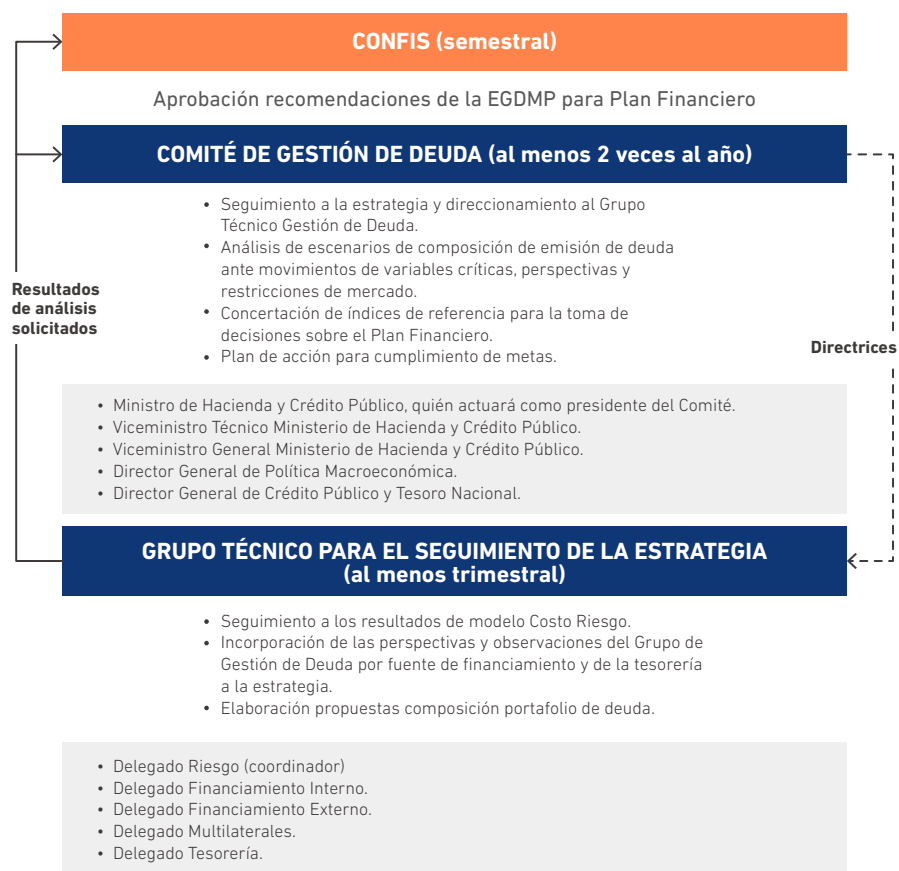 CONFIS (semestral)
Aprobación recomendaciones de la EGDMP para Plan Financiero
COMITÉ DE GESTIÓN DE DEUDA (al menos 2 veces al año)
• Seguimiento a la estrategia y direccionamiento al Grupo
Técnico Gestión de Deuda.
• Análisis de escenarios de composición de emisión de deuda
ante movimientos de variables críticas, perspectivas y
restricciones de mercado.
• Concertación de índices de referencia para la toma de
decisiones sobre el Plan Financiero.
• Plan de acción para cumplimiento de metas.
Resultados
de análisis
solicitados
Directrices
• Ministro de Hacienda y Crédito Público, quién actuará como presidente del Comité.
• Viceministro Técnico Ministerio de Hacienda y Crédito Público.
• Viceministro General Ministerio de Hacienda y Crédito Público.
• Director General de Política Macroeconómica.
• Director General de Crédito Público y Tesoro Nacional.
GRUPO TÉCNICO PARA EL SEGUIMIENTO DE LA ESTRATEGIA
(al menos trimestral)
• Seguimiento a los resultados de modelo Costo Riesgo.
• Incorporación de las perspectivas y observaciones del Grupo de
Gestión de Deuda por fuente de financiamiento y de la tesorería
a la estrategia.
• Elaboración propuestas composición portafolio de deuda.
• Delegado Riesgo (coordinador)
• Delegado Financiamiento Interno.
• Delegado Financiamiento Externo.
• Delegado Multilaterales.
• Delegado Tesorería.